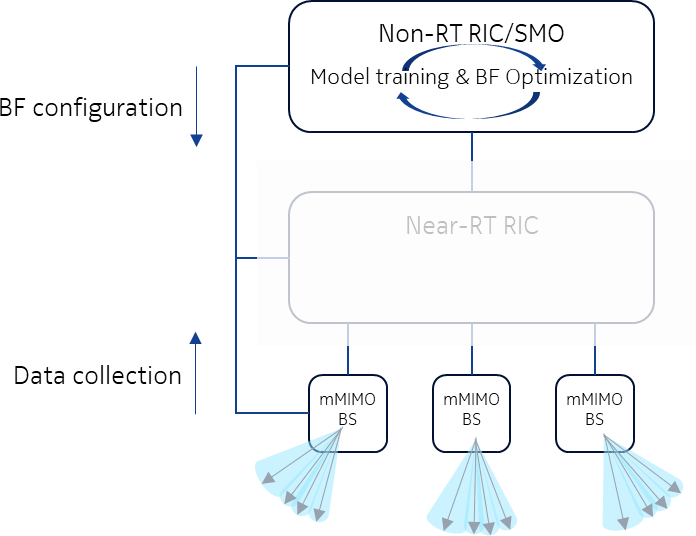 Non-RT RIC/SMO
Model training & BF Optimization
BF configuration
Near-RT RIC
Data collection
mMIMO
BS
mMIMO
BS
mMIMO
BS